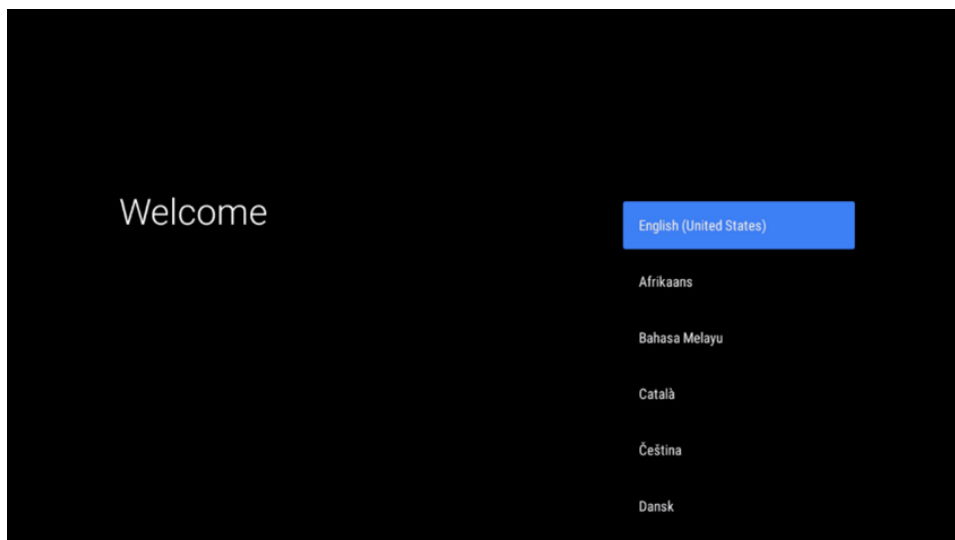 Welcome
English (United States)
Afrikaans
Bahasa Melayu
Català
Čeština
Dansk